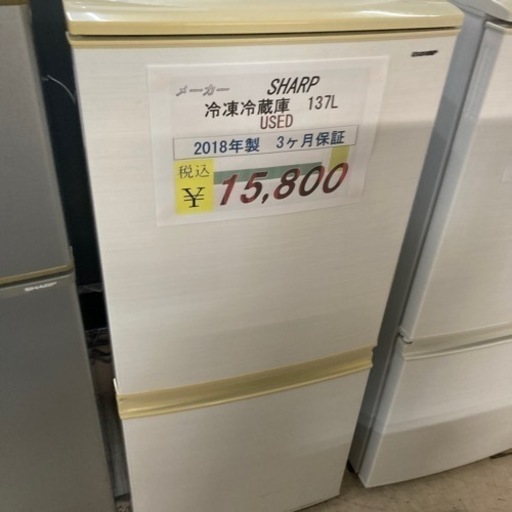 メーカー SHARP
冷凍冷蔵庫 137L
USED
2018年製 3ヶ月保証
税込
¥15,800
SHARP